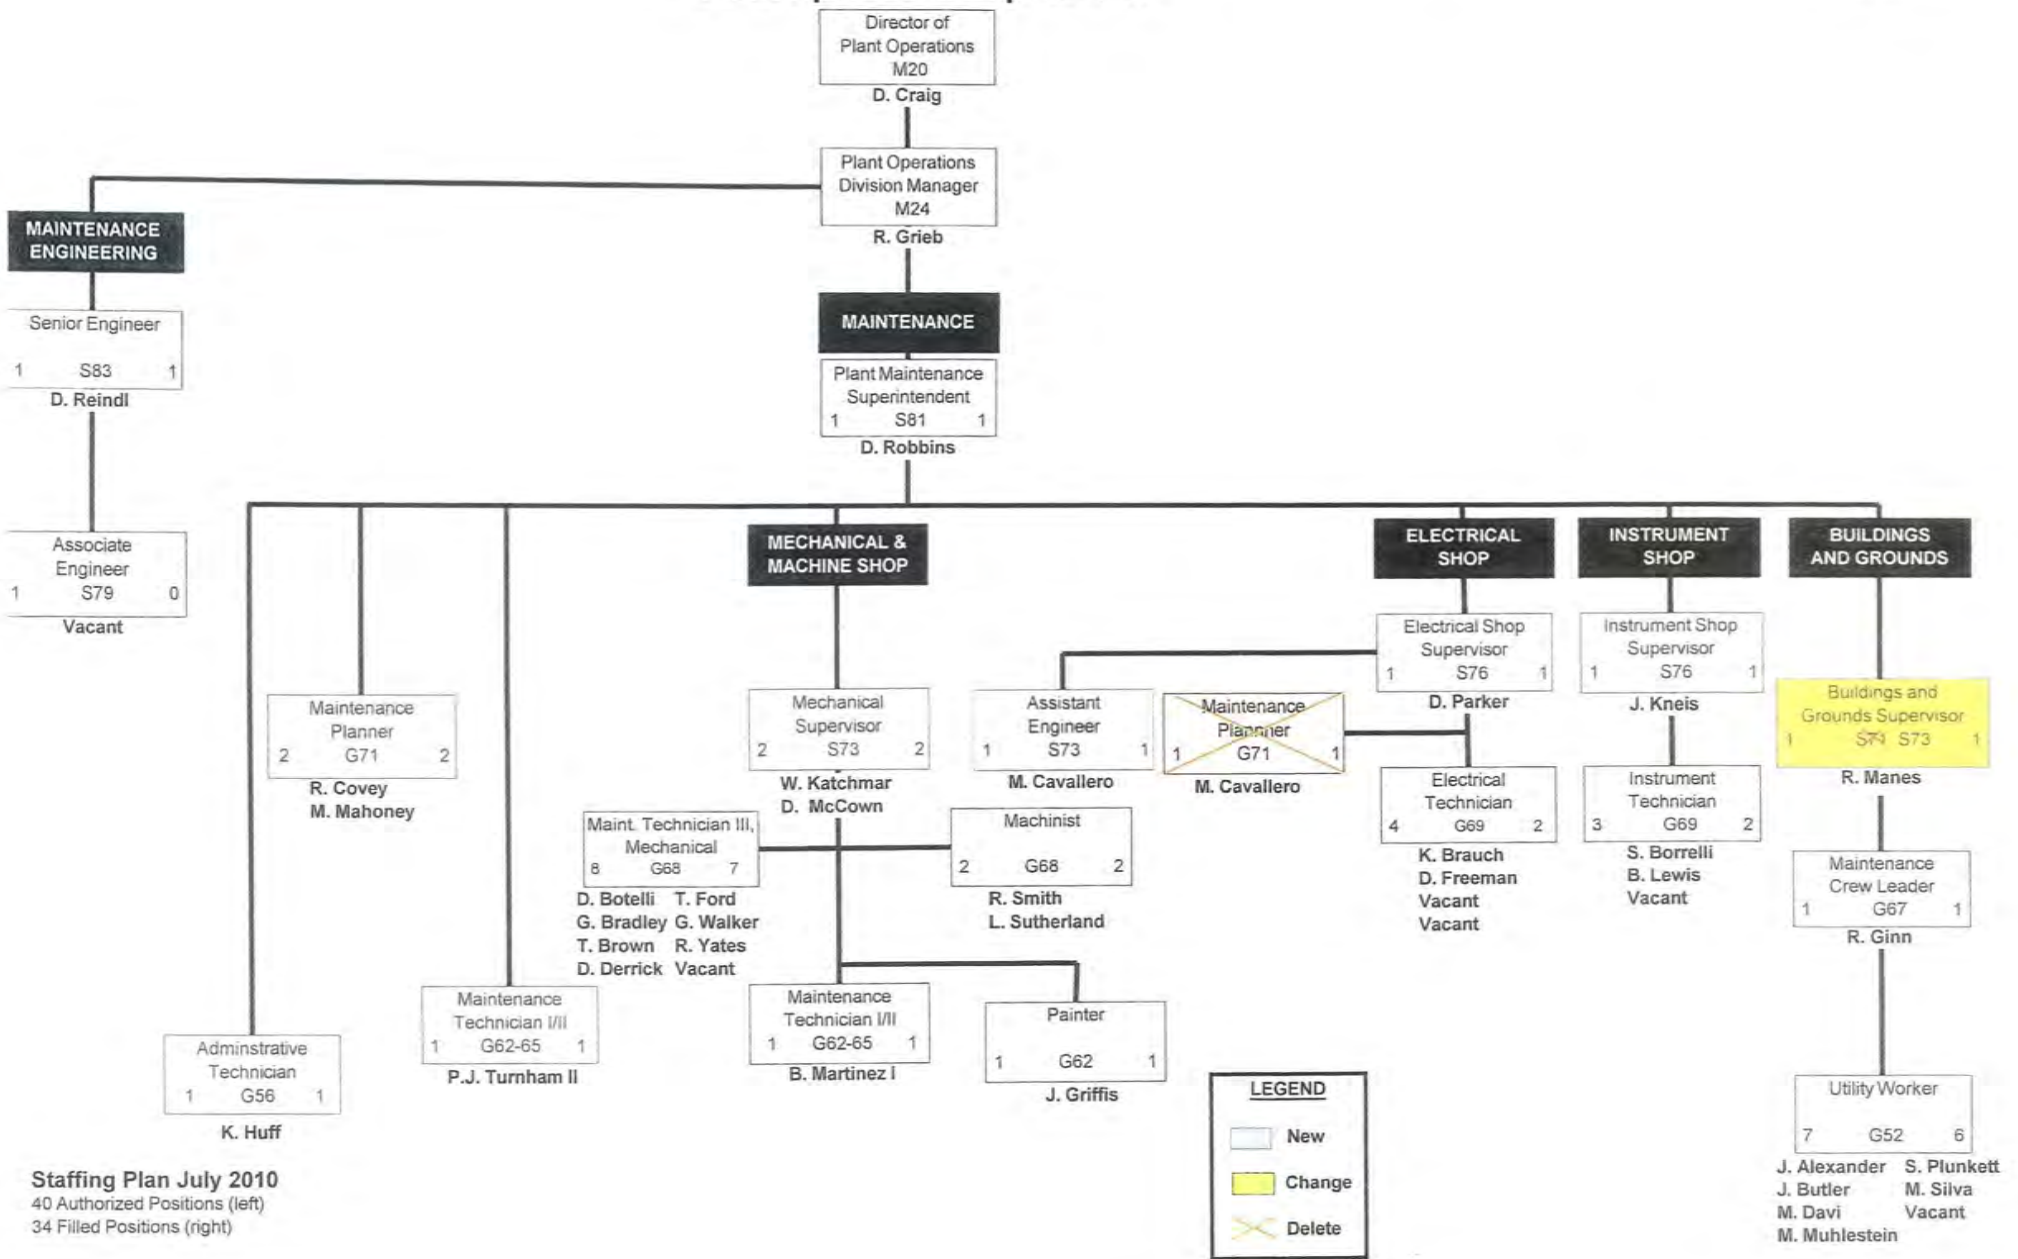 Director of
Plant Operations
M20
D. Craig
Plant Operations
Division Manager
M24
R. Grieb
MAINTENANCE
ENGINEERING
Senior Engineer
1 S83 1
D. Reindl
Associate
Engineer
1 S79 0
Vacant
MAINTENANCE
Plant Maintenance
Superintendent
1 S81 1
D. Robbins
Adminstrative
Technician
1 G56 1
K. Huff
Maintenance
Planner
2 G71 2
R. Covey
M. Mahoney
Maintenance
Technician I/II
1 G62-65 1
P.J. Turnham II
MECHANICAL &
MACHINE SHOP
Mechanical
Supervisor
2 S73 2
W. Katchmar
D. McCown
Maint. Technician III,
Mechanical
8 G68 7
D. Botelli T. Ford
G. Bradley G. Walker
T. Brown R. Yates
D. Derrick Vacant
Machinist
2 G68 2
R. Smith
L. Sutherland
Maintenance
Technician I/II
1 G62-65 1
B. Martinez I
Painter
1 G62 1
J. Griffis
ELECTRICAL
SHOP
Electrical Shop
Supervisor
1 S76 1
D. Parker
Assistant
Engineer
1 S73 1
M. Cavallero
Maintenance
Plannner
1 G71 1
M. Cavallero
Electrical
Technician
4 G69 2
K. Brauch
D. Freeman
Vacant
Vacant
INSTRUMENT
SHOP
Instrument Shop
Supervisor
1 S76 1
J. Kneis
Instrument
Technician
3 G69 2
S. Borrelli
B. Lewis
Vacant
BUILDINGS
AND GROUNDS
Buildings and
Grounds Supervisor
1 S71 S73 1
R. Manes
Maintenance
Crew Leader
1 G67 1
R. Ginn
Utility Worker
7 G52 6
J. Alexander S. Plunkett
J. Butler M. Silva
M. Davi Vacant
M. Muhlestein
LEGEND
New
Change
Delete
Staffing Plan July 2010
40 Authorized Positions (left)
34 Filled Positions (right)